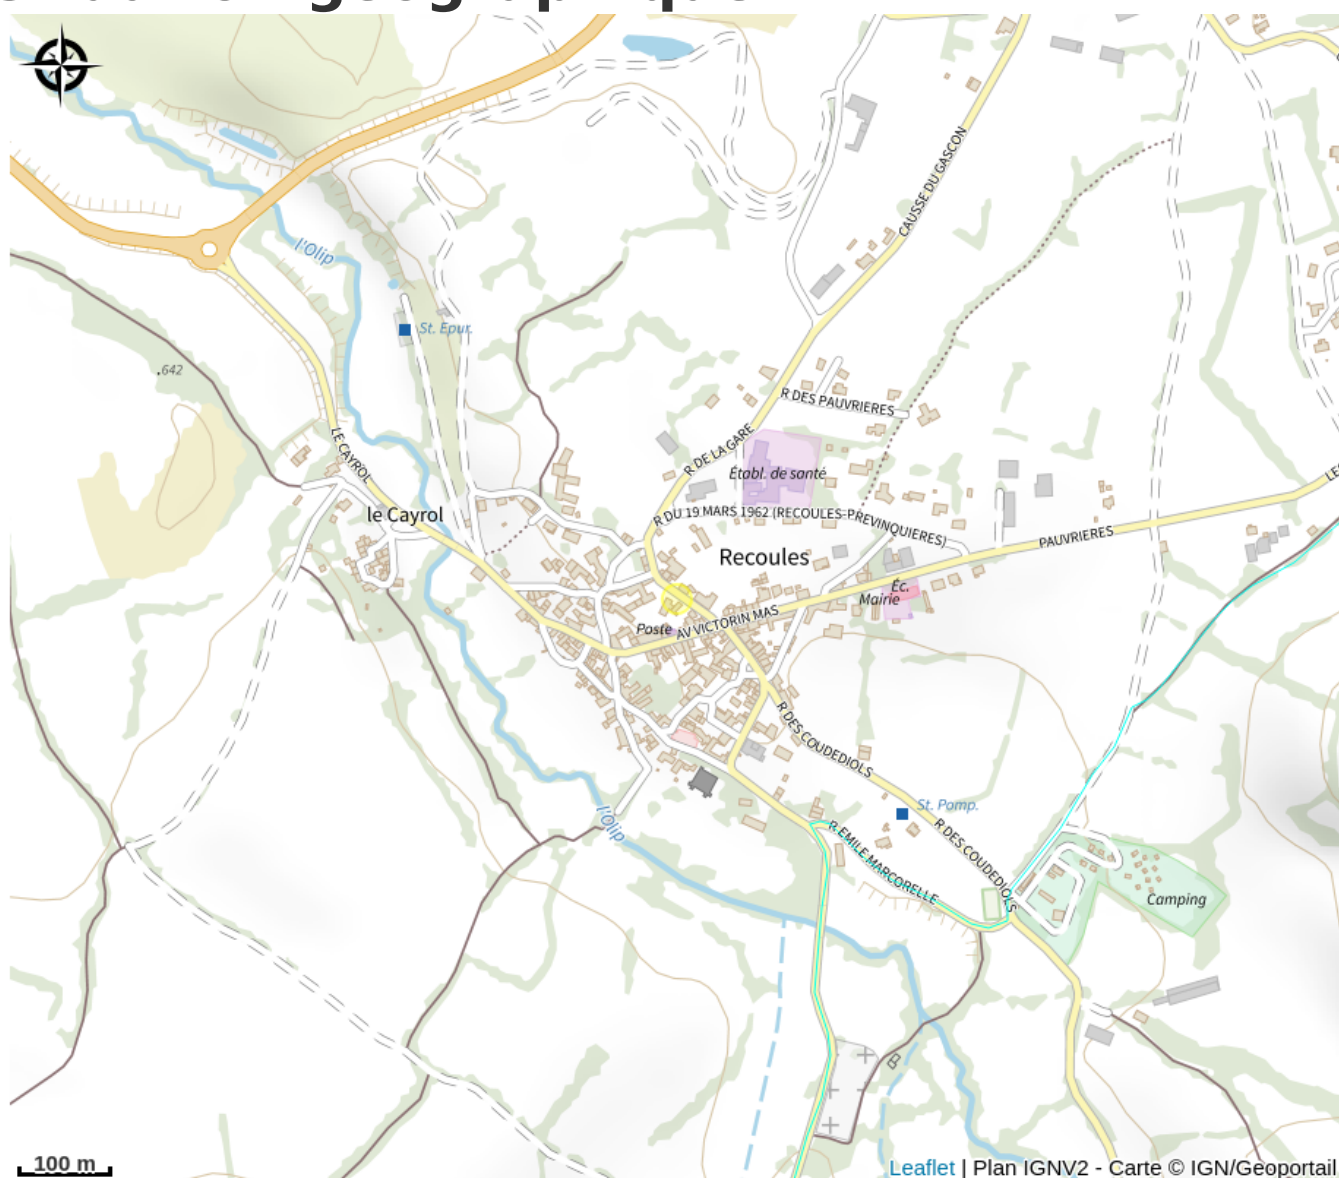 l'Olip
CAUSSE DU GASCON
St. Epur.
.642
R DES PAUVRIERES
LE CAYROL
R DE LA GARE
Établ. de santé
le Cayrol
R DU 19 MARS 1962 (RECOULES-PREVINQUIERES)
PAUVRIERES
Recoules
Éc.
Mairie
Poste
AV VICTORIN MAS
R DES COUDEDIOLS
St. Pomp.
l'Olip
R EMILE MARCORELLE
R DES COUDEDIOLS
Camping
100 m
Leaflet | Plan IGNV2 - Carte © IGN/Geoportail